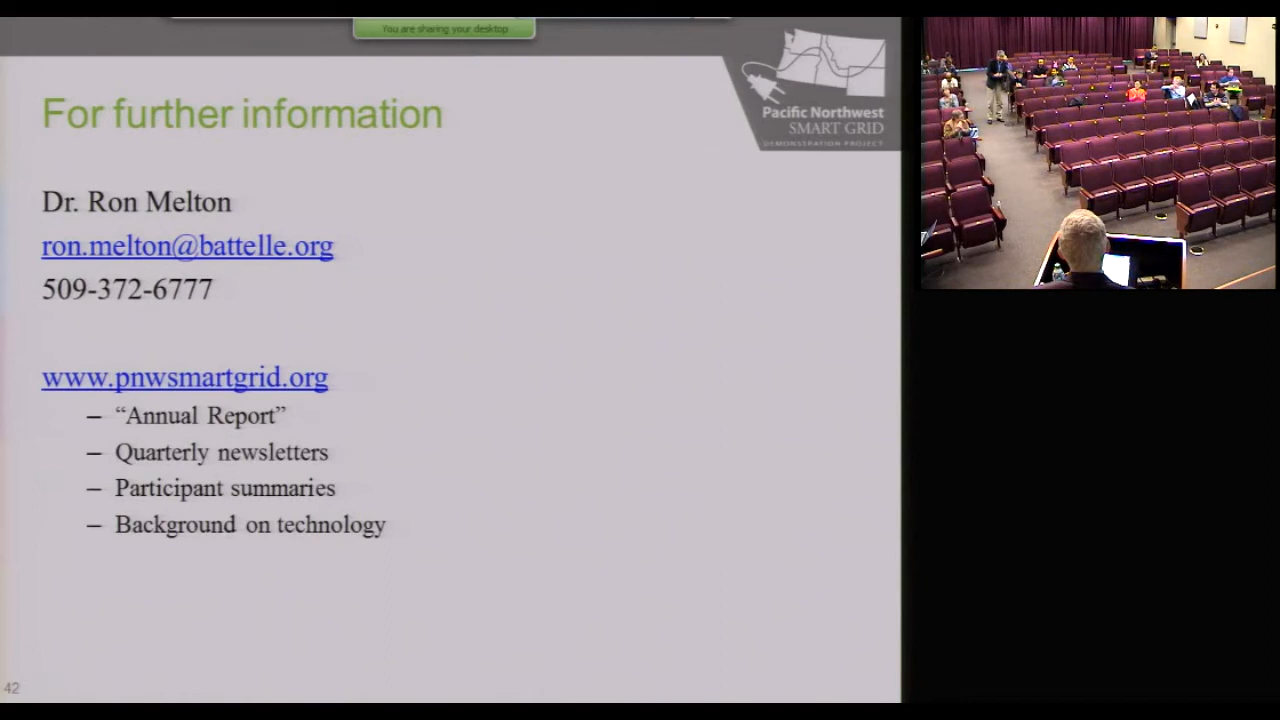 You are sharing your desktop
Pacific Northwest
SMART GRID
DEMONSTRATION PROJECT
For further information
Dr. Ron Melton
ron.melton@battelle.org
509-372-6777
www.pnwsmartgrid.org
– “Annual Report”
– Quarterly newsletters
– Participant summaries
– Background on technology
42